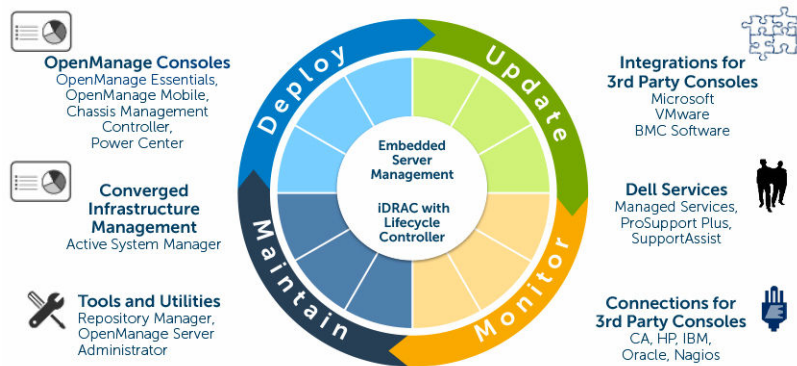 OpenManage Consoles
OpenManage Essentials,
OpenManage Mobile,
Chassis Management
Controller,
Power Center
Converged
Infrastructure
Management
Active System Manager
Tools and Utilities
Repository Manager,
OpenManage Server
Administrator
Deploy
Update
Monitor
Maintain
Embedded
Server
Management
iDRAC with
Lifecycle
Controller
Integrations for
3rd Party Consoles
Microsoft
VMware
BMC Software
Dell Services
Managed Services,
ProSupport Plus,
SupportAssist
Connections for
3rd Party Consoles
CA, HP, IBM,
Oracle, Nagios